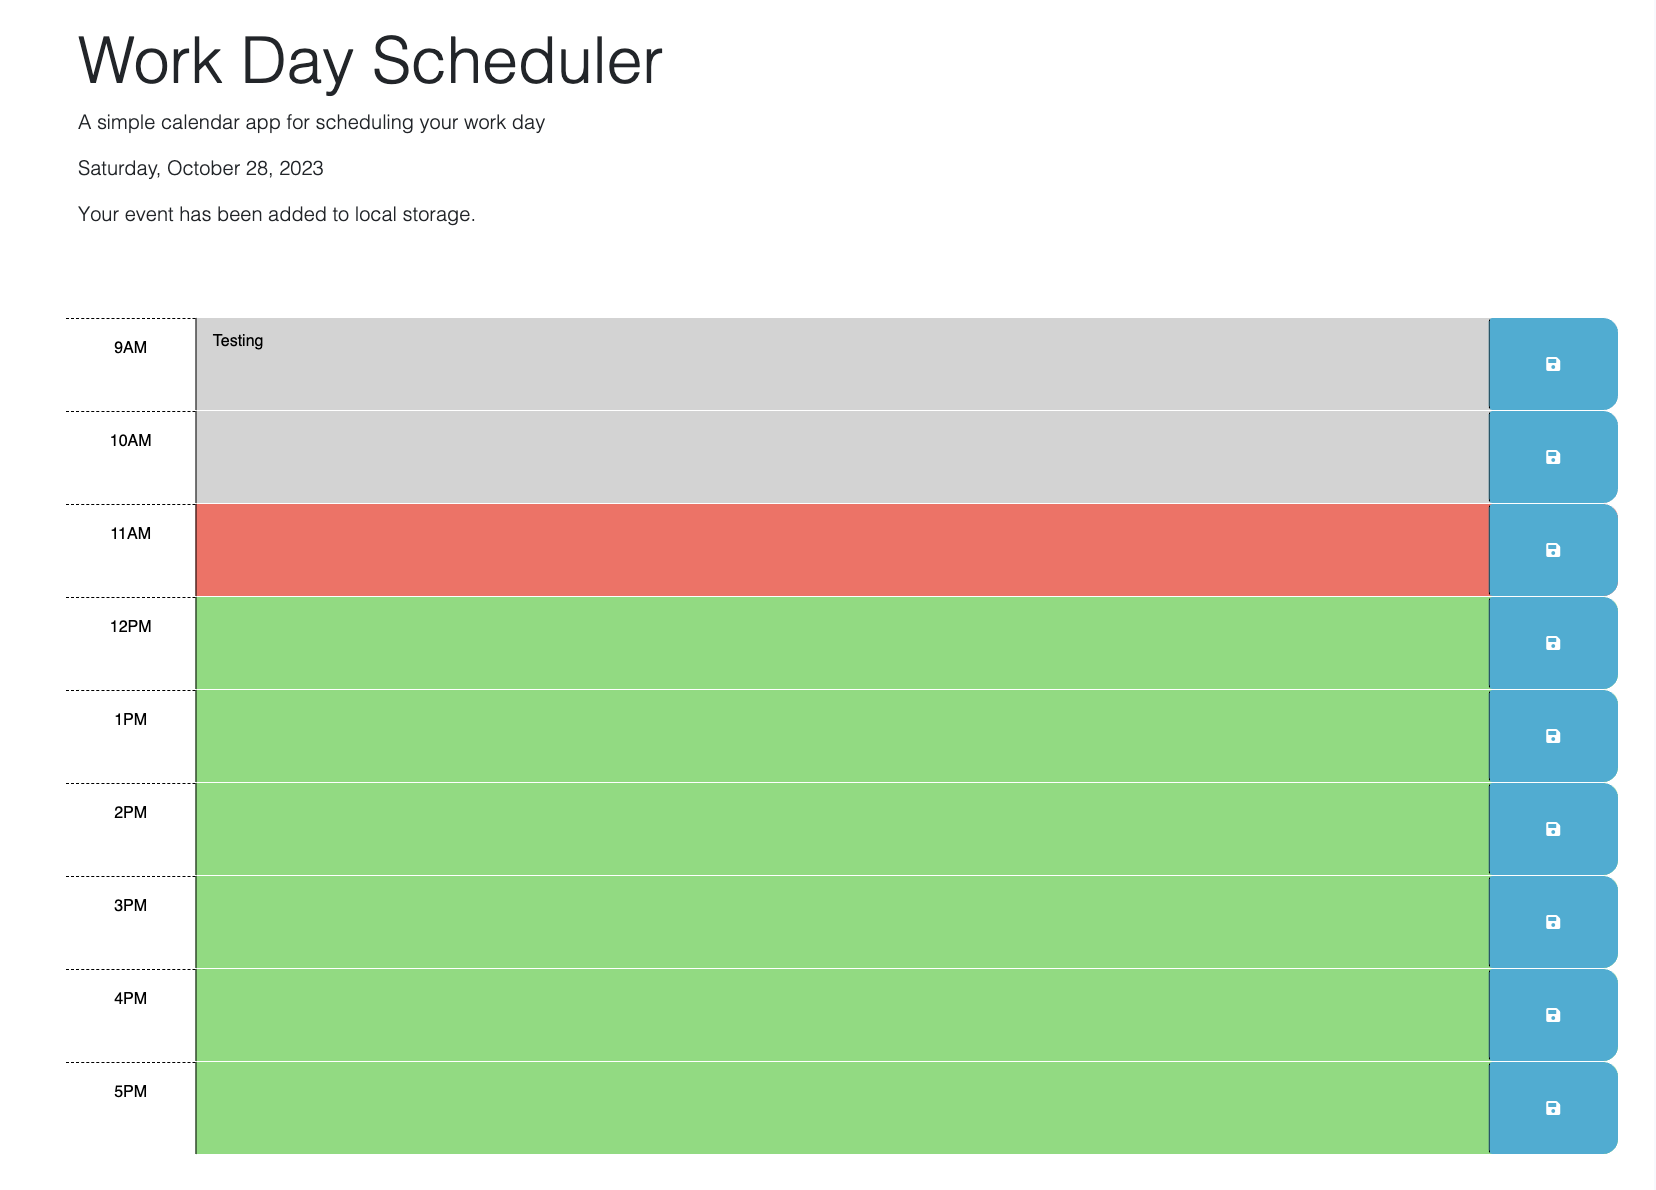 Work Day Scheduler
A simple calendar app for scheduling your work day
Saturday, October 28, 2023
Your event has been added to local storage.
9AM
Testing
10AM
11AM
12PM
1PM
2PM
3PM
4PM
5PM